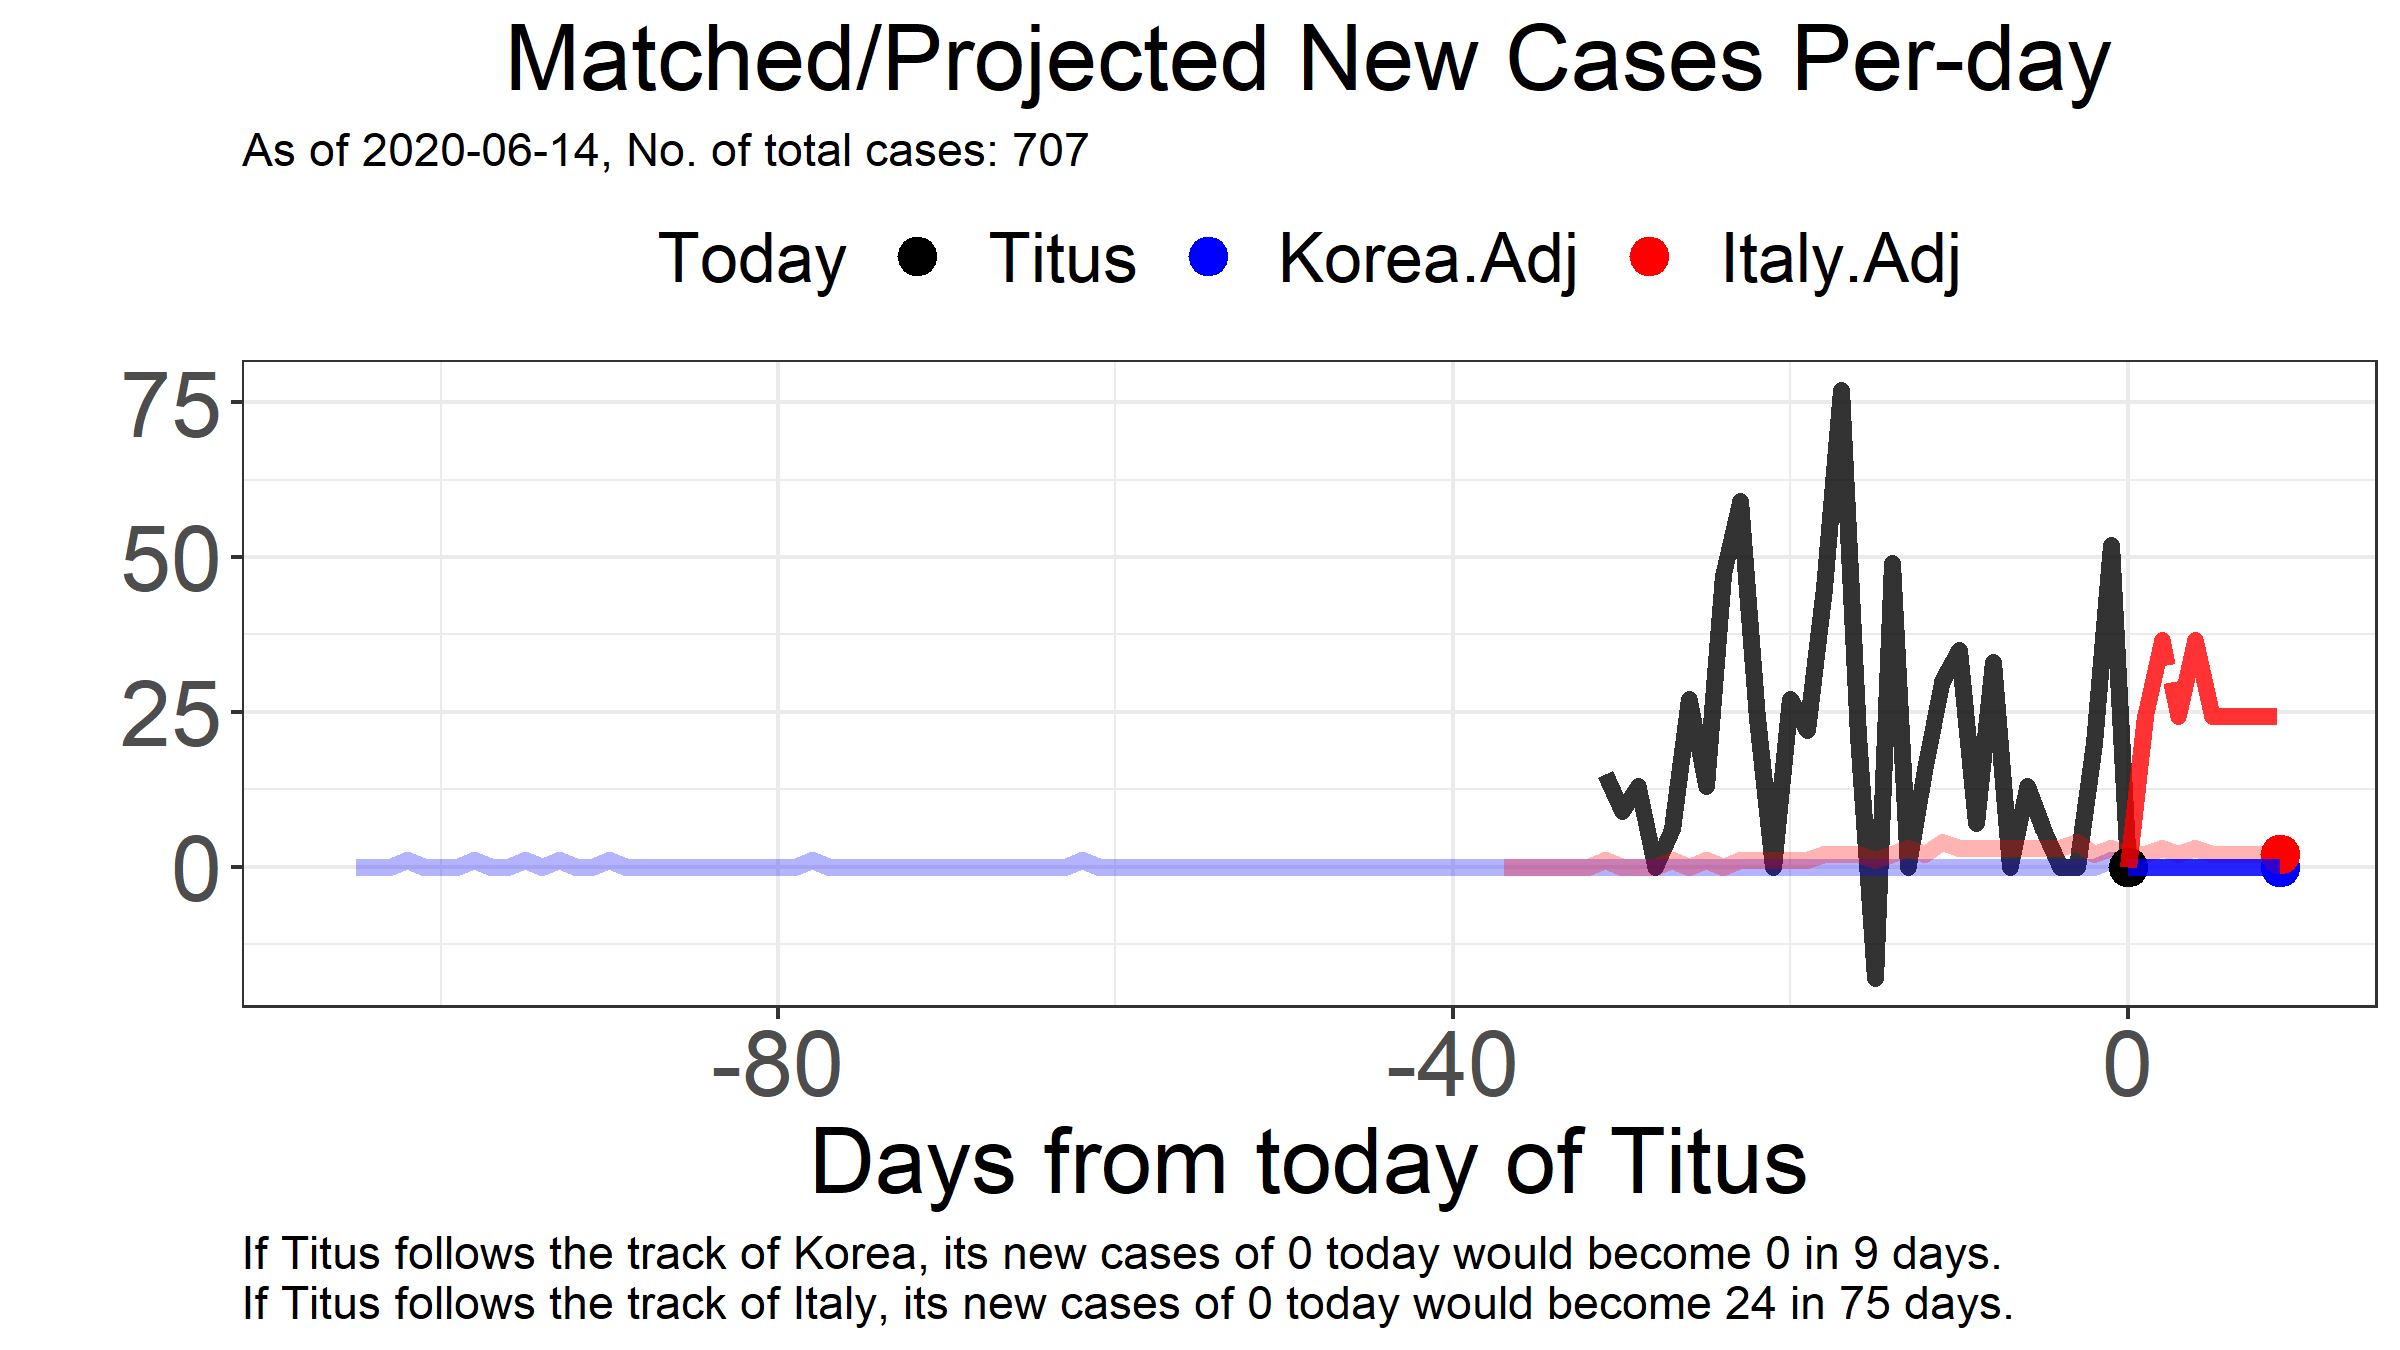 Matched/Projected New Cases Per-day
As of 2020-06-14, No. of total cases: 707
Today Titus Korea.Adj Italy.Adj
75
50
25
0
-80 -40 0
Days from today of Titus
If Titus follows the track of Korea, its new cases of 0 today would become 0 in 9 days.
If Titus follows the track of Italy, its new cases of 0 today would become 24 in 75 days.